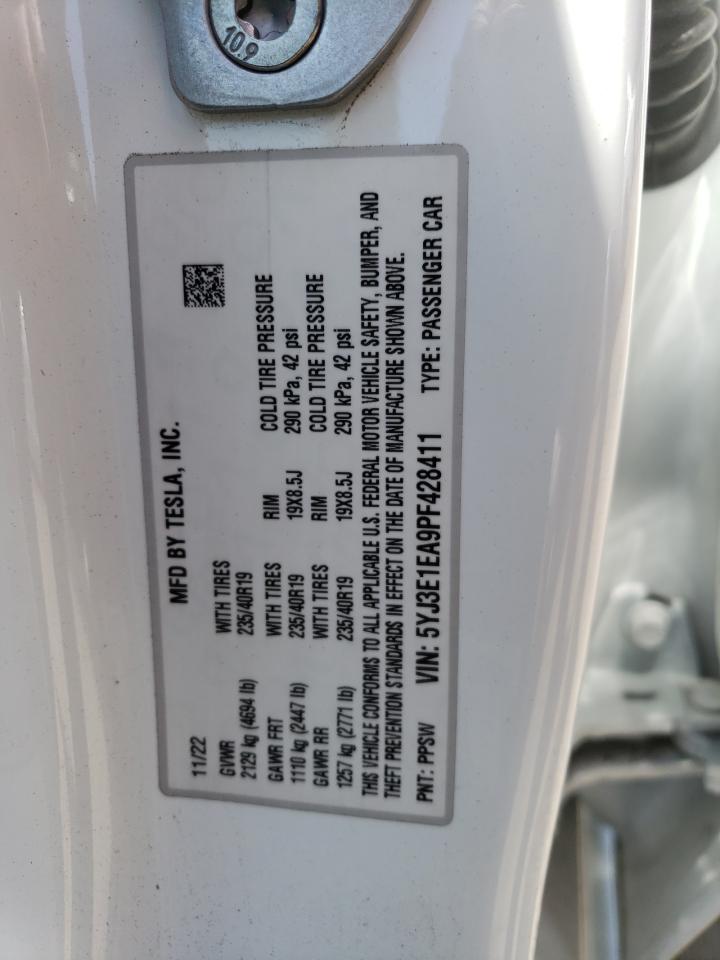 10.9
MFD BY TESLA, INC.
11/22
GVWR WITH TIRES
2129 kg (4694 lb) 235/40R19
GAWR FRT WITH TIRES RIM COLD TIRE PRESSURE
1110 kg (2447 lb) 235/40R19 19X8.5J 290 kPa, 42 psi
GAWR RR WITH TIRES RIM COLD TIRE PRESSURE
1257 kg (2771 lb) 235/40R19 19X8.5J 290 kPa, 42 psi
THIS VEHICLE CONFORMS TO ALL APPLICABLE U.S. FEDERAL MOTOR VEHICLE SAFETY, BUMPER, AND
THEFT PREVENTION STANDARDS IN EFFECT ON THE DATE OF MANUFACTURE SHOWN ABOVE.
PNT: PPSW VIN: 5YJ3E1EA9PF428411 TYPE: PASSENGER CAR